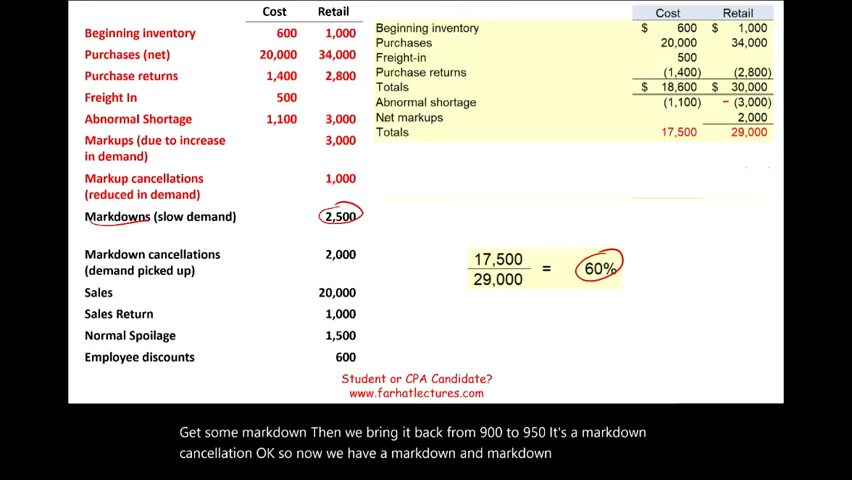 Cost Retail
Beginning inventory 600 1,000
Purchases (net) 20,000 34,000
Purchase returns 1,400 2,800
Freight In 500
Abnormal Shortage 1,100 3,000
Markups (due to increase 3,000
in demand)
Markup cancellations 1,000
(reduced in demand)
Markdowns (slow demand) 2,500
Markdown cancellations 2,000
(demand picked up)
Sales 20,000
Sales Return 1,000
Normal Spoilage 1,500
Employee discounts 600
Cost Retail
Beginning inventory $ 600 $ 1,000
Purchases 20,000 34,000
Freight-in 500
Purchase returns (1,400) (2,800)
Totals $ 18,600 $ 30,000
Abnormal shortage (1,100) - (3,000)
Net markups 2,000
Totals 17,500 29,000
17,500
29,000
= 60%
Student or CPA Candidate?
www.farhatlectures.com
Get some markdown Then we bring it back from 900 to 950 It's a markdown
cancellation OK so now we have a markdown and markdown